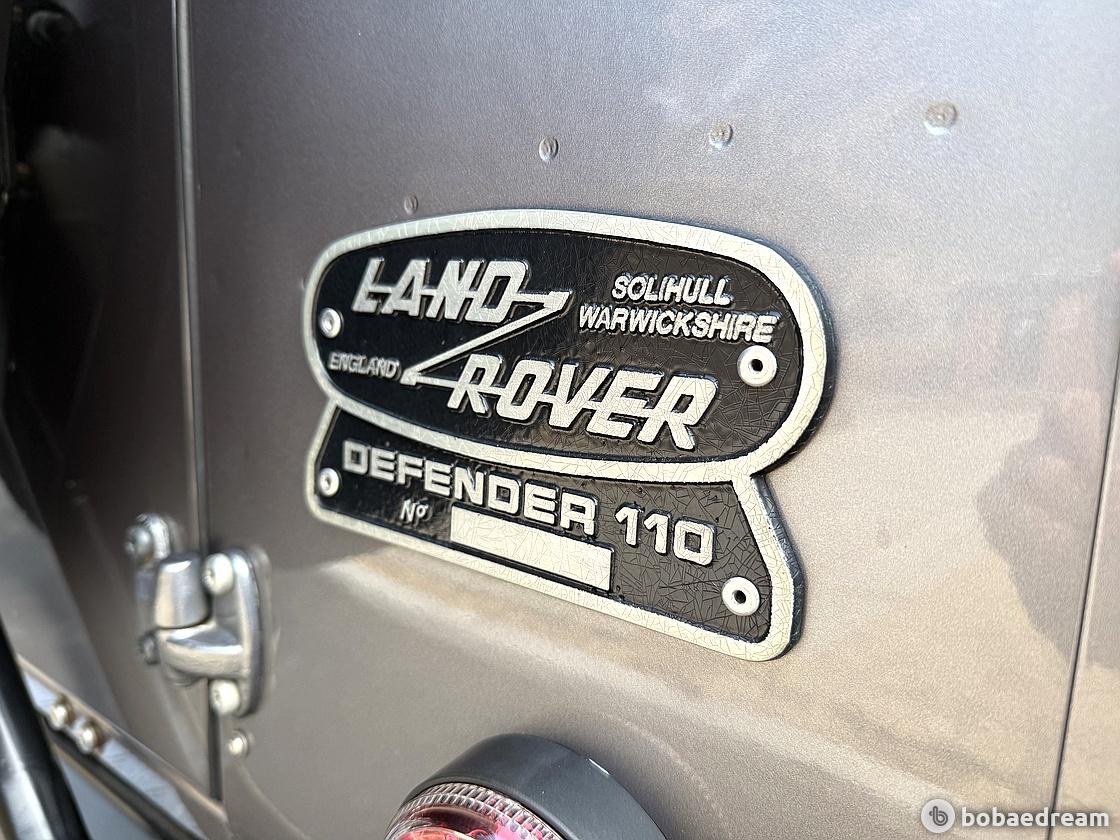 LAND
SOLIHULL
WARWICKSHIRE
ENGLAND
ROVER
DEFENDER 110
Nº
bobaedream